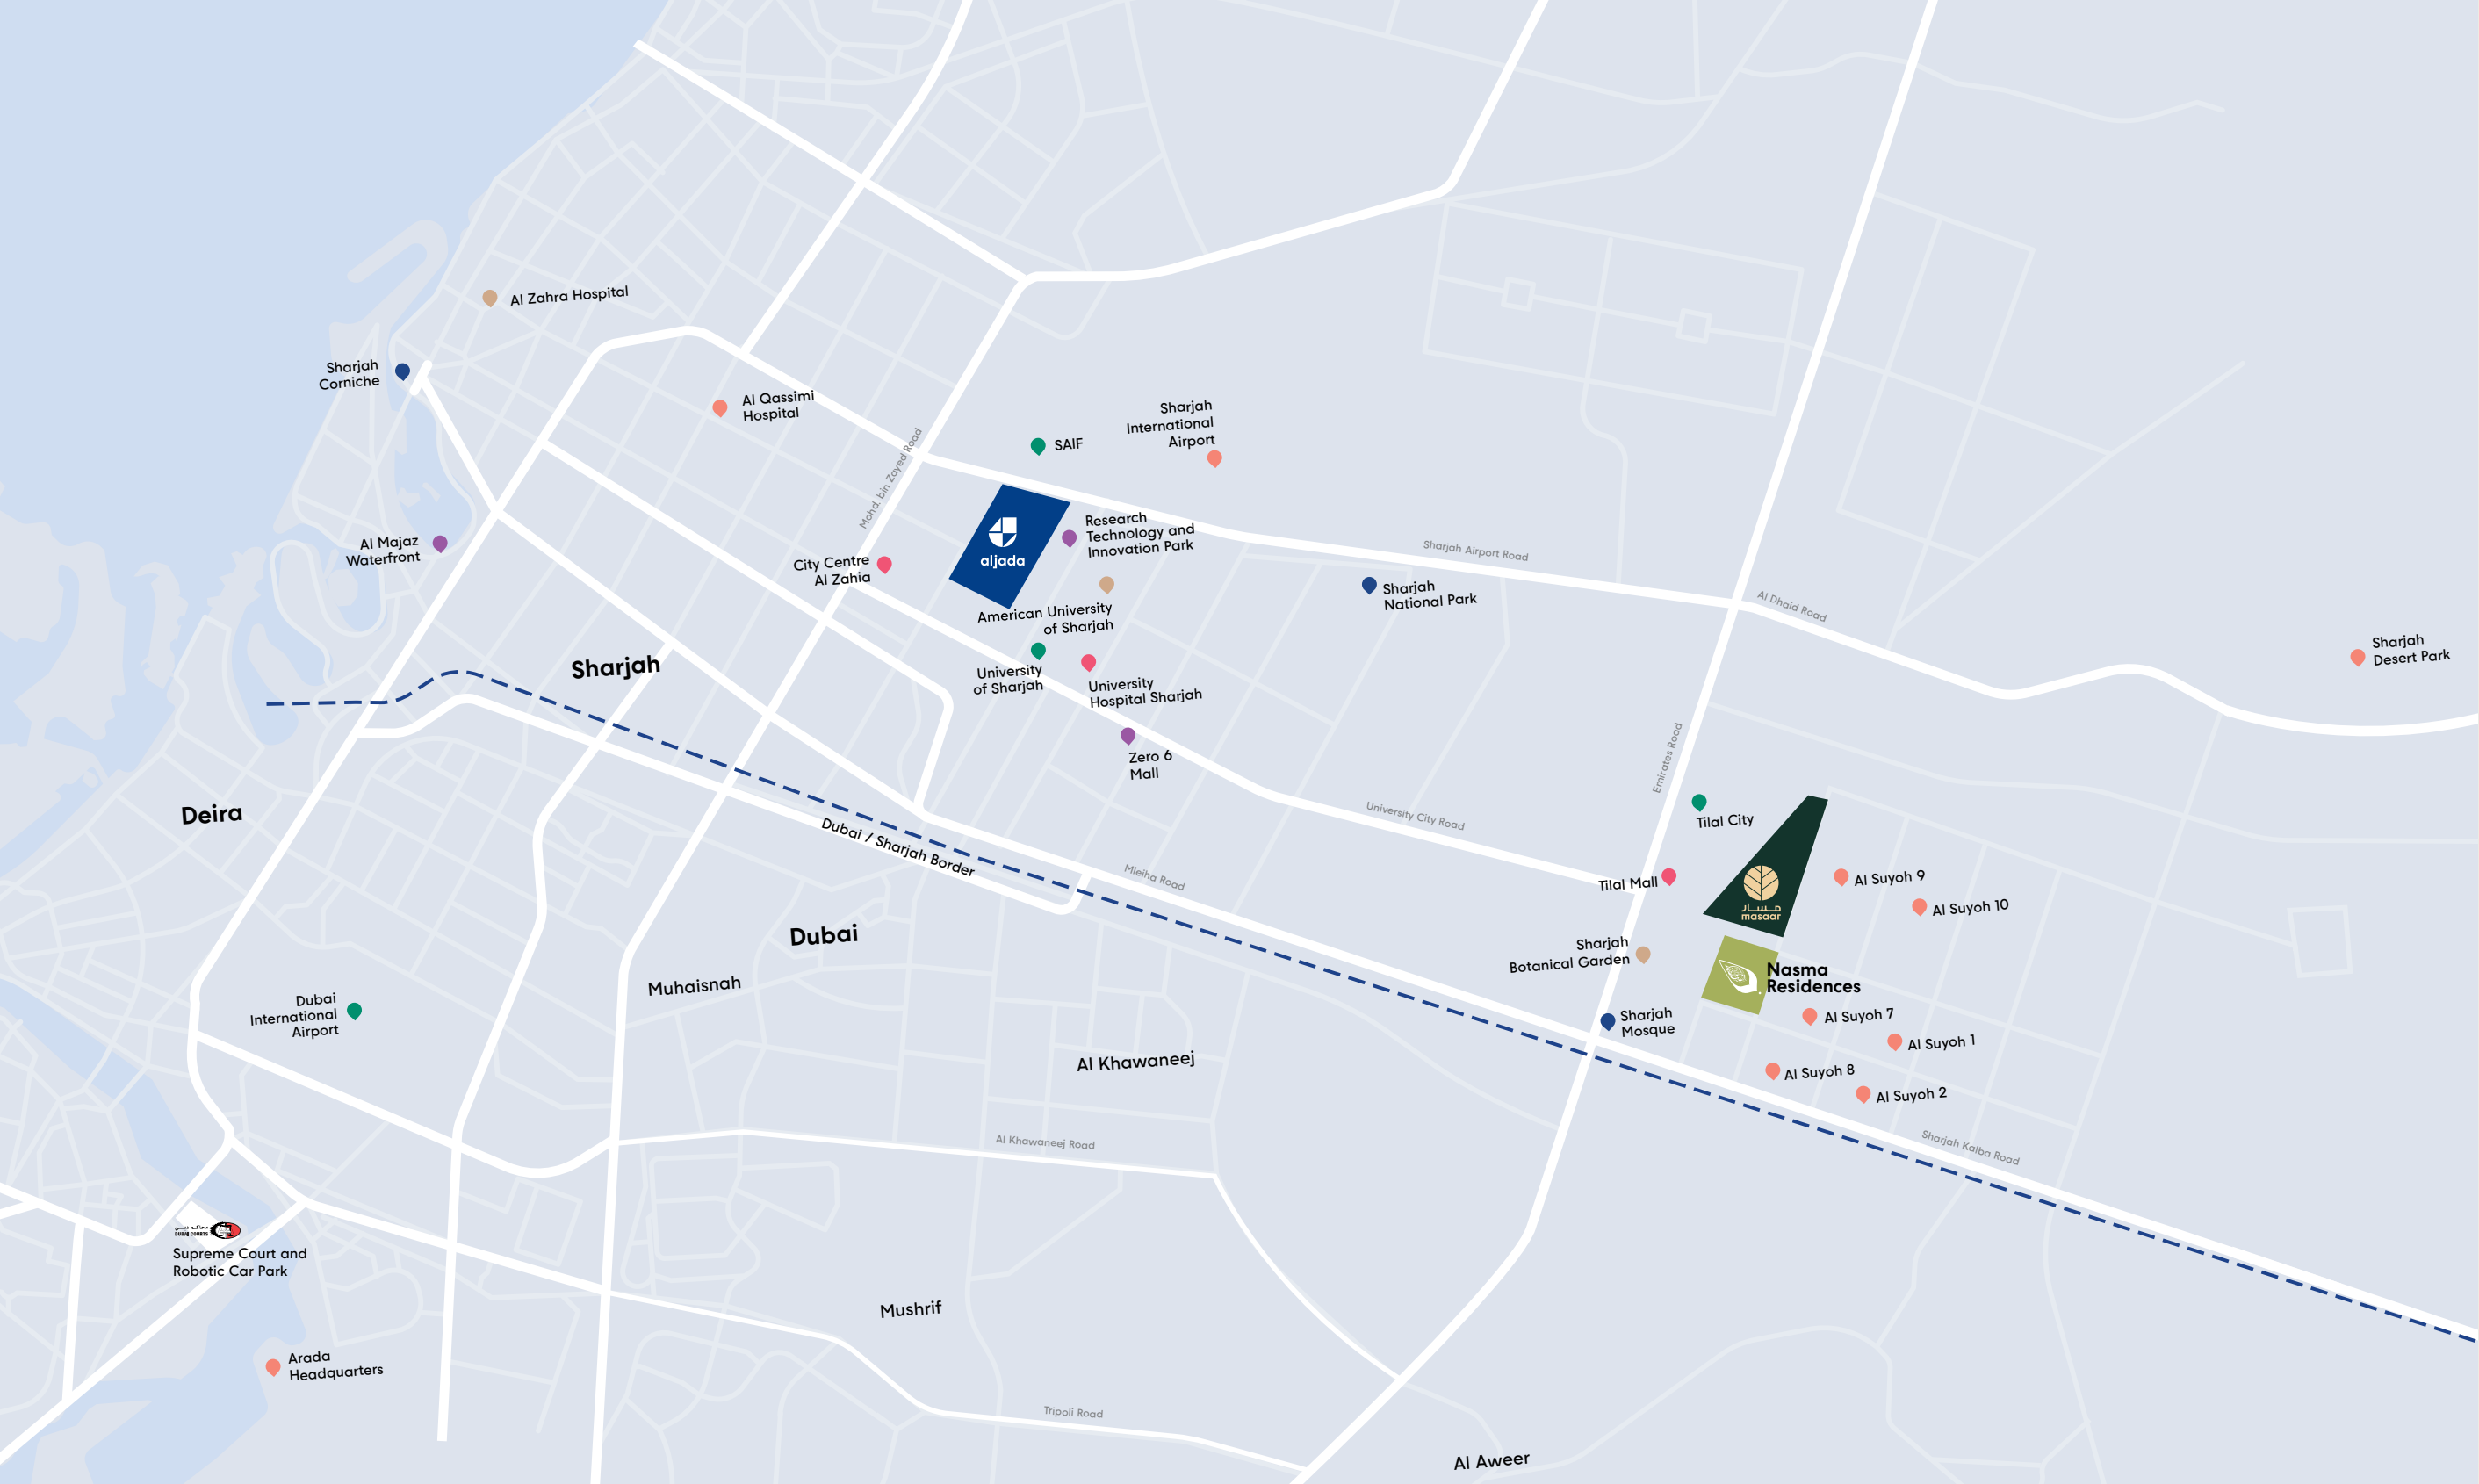 Al Zahra Hospital
Sharjah
Corniche
Al Qassimi
Hospital
Mohd. bin Zayed Road
SAIF
Sharjah
International
Airport
aljada
Research
Technology and
Innovation Park
Al Majaz
Waterfront
City Centre
Al Zahia
American University
of Sharjah
Sharjah Airport Road
Sharjah
National Park
Al Dhaid Road
Sharjah
Desert Park
Sharjah
University
of Sharjah
University
Hospital Sharjah
Zero 6
Mall
Emirates Road
Deira
Dubai / Sharjah Border
University City Road
Tilal City
Mleiha Road
Tilal Mall
مسار
masaar
Al Suyoh 9
Al Suyoh 10
Dubai
Muhaisnah
Sharjah
Botanical Garden
Nasma
Residences
Dubai
International
Airport
Sharjah
Mosque
Al Suyoh 7
Al Suyoh 1
Al Khawaneej
Al Suyoh 8
Al Suyoh 2
Al Khawaneej Road
Sharjah Kalba Road
محاكم دبي
DUBAI COURTS
Supreme Court and
Robotic Car Park
Mushrif
Arada
Headquarters
Tripoli Road
Al Aweer